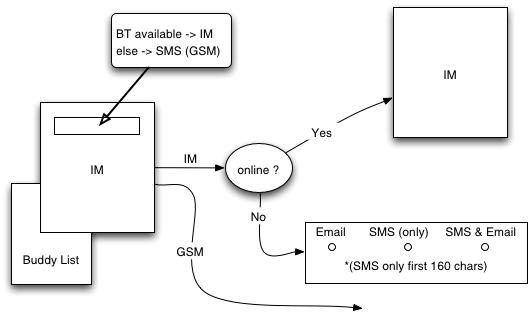 BT available -> IM
else -> SMS (GSM)
IM
IM
Buddy List
IM
online ?
Yes
No
GSM
Email SMS (only) SMS & Email
*(SMS only first 160 chars)